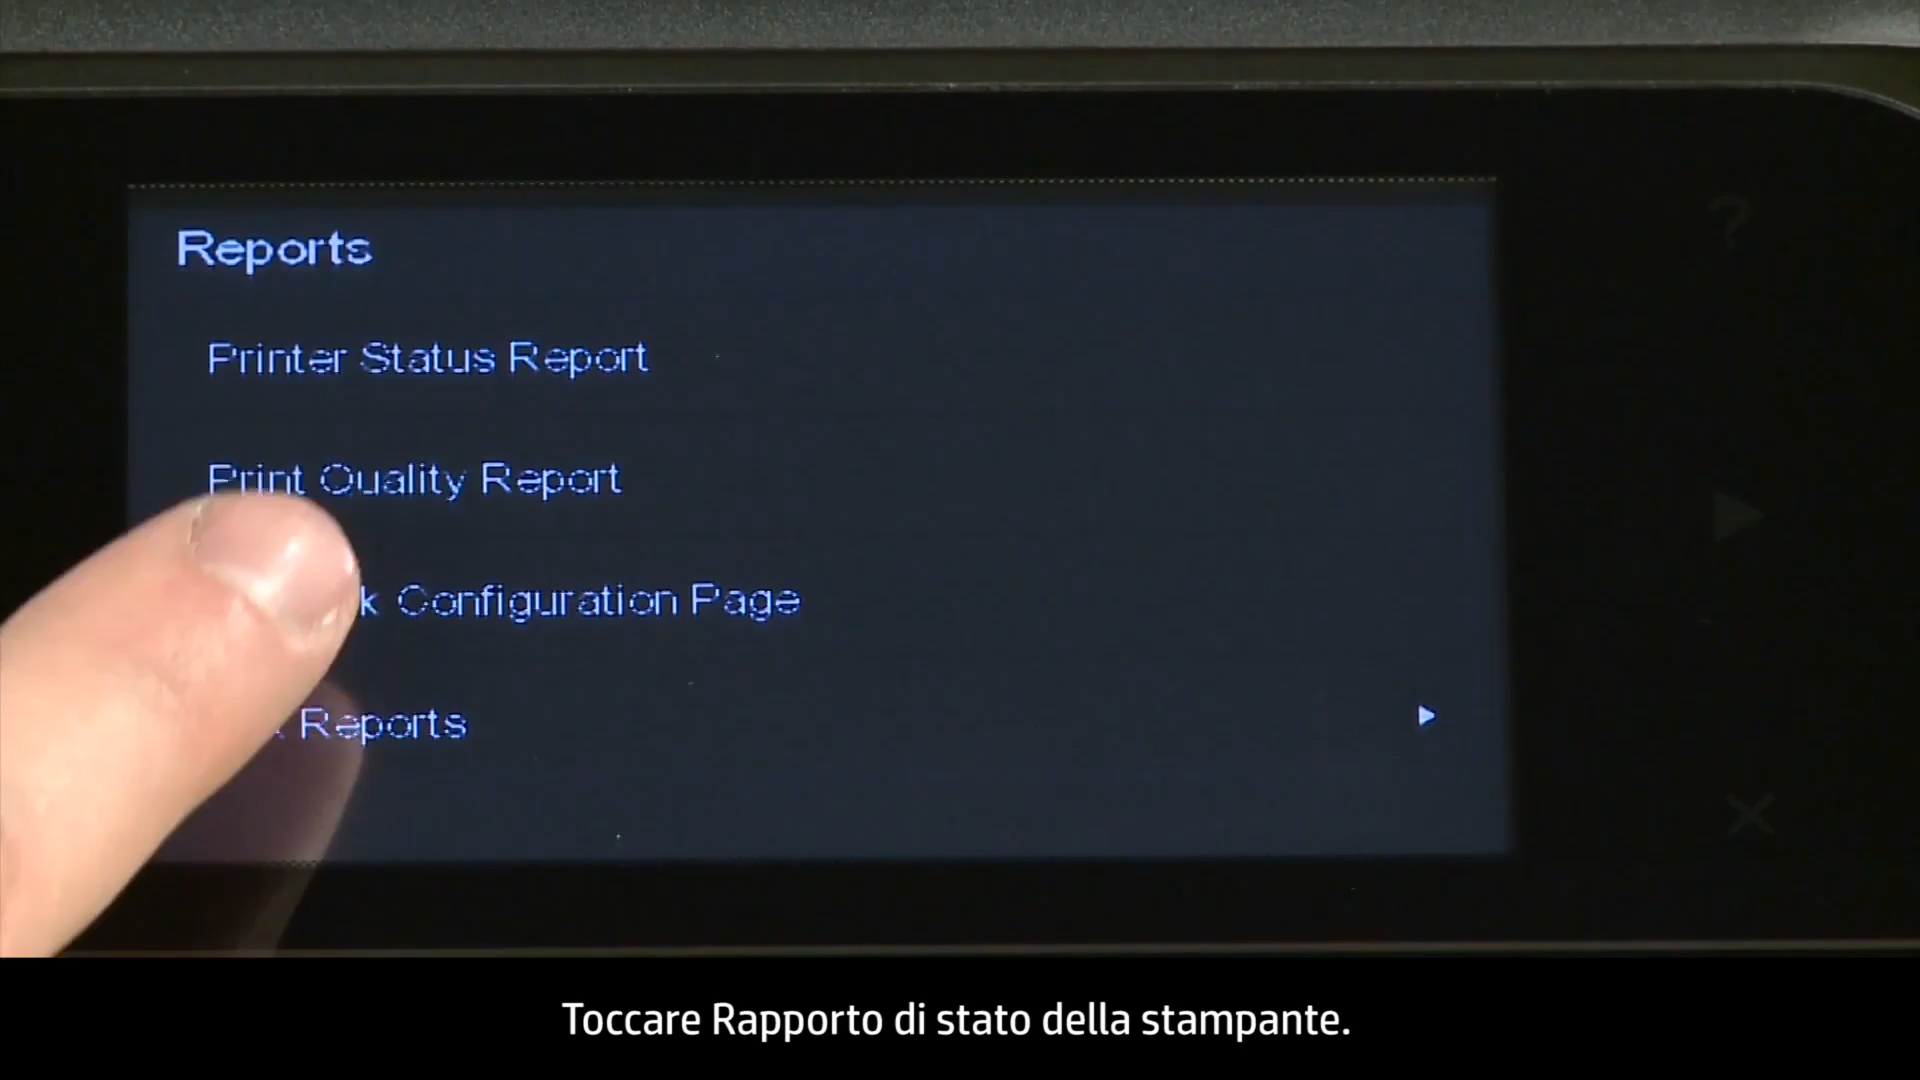 Reports
Printer Status Report
Print Quality Report
k Configuration Page
Reports
?
Toccare Rapporto di stato della stampante.